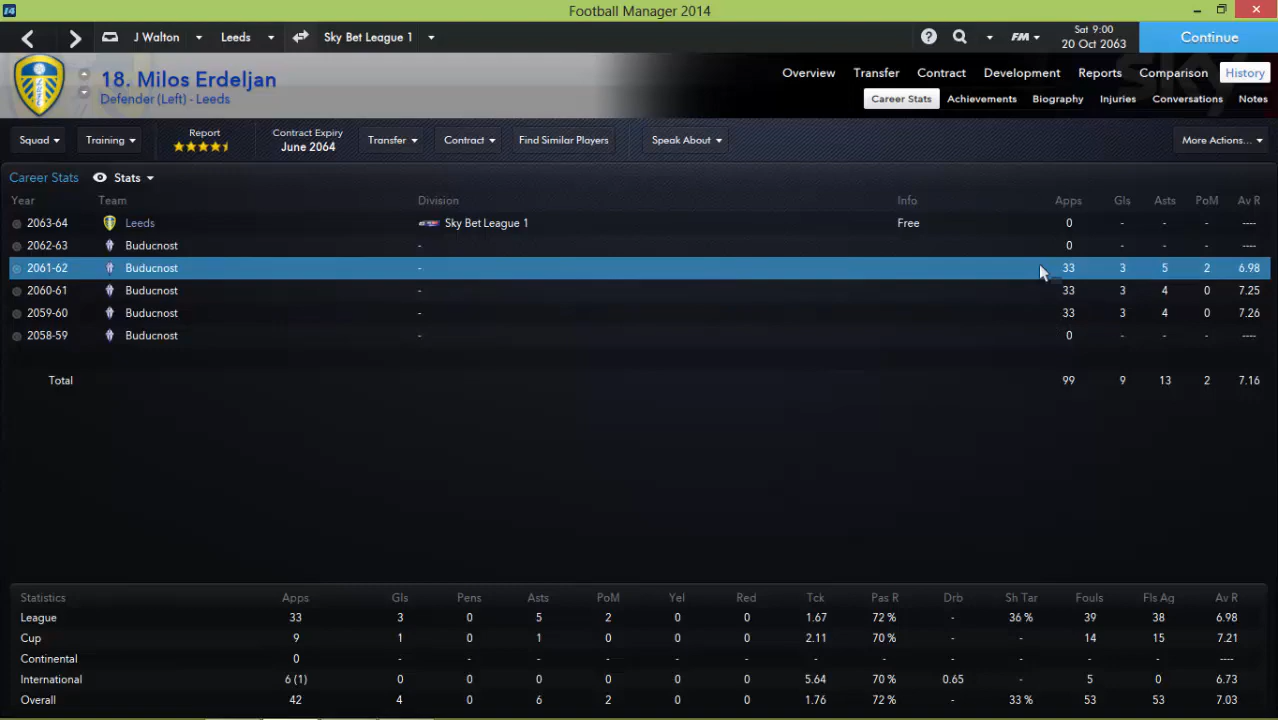 Football Manager 2014
J Walton Leeds Sky Bet League 1 FM Sat 9:00 20 Oct 2063 Continue
18. Milos Erdeljan
Defender (Left) - Leeds
Overview Transfer Contract Development Reports Comparison History
Career Stats Achievements Biography Injuries Conversations Notes
Squad Training Report Contract Expiry June 2064 Transfer Contract Find Similar Players Speak About More Actions...
Career Stats Stats
Year Team Division Info Apps Gls Asts PoM Av R
2063-64 Leeds Sky Bet League 1 Free 0 - - - ----
2062-63 Buducnost - 0 - - - ----
2061-62 Buducnost - 33 3 5 2 6.98
2060-61 Buducnost - 33 3 4 0 7.25
2059-60 Buducnost - 33 3 4 0 7.26
2058-59 Buducnost - 0 - - - ----
Total 99 9 13 2 7.16
Statistics Apps Gls Pens Asts PoM Yel Red Tck Pas R Drb Sh Tar Fouls Fls Ag Av R
League 33 3 0 5 2 0 0 1.67 72 % - 36 % 39 38 6.98
Cup 9 1 0 1 0 0 0 2.11 70 % - - 14 15 7.21
Continental 0 - - - - - - - - - - - - ----
International 6 (1) 0 0 0 0 0 0 5.64 70 % 0.65 - 5 0 6.73
Overall 42 4 0 6 2 0 0 1.76 72 % - 33 % 53 53 7.03